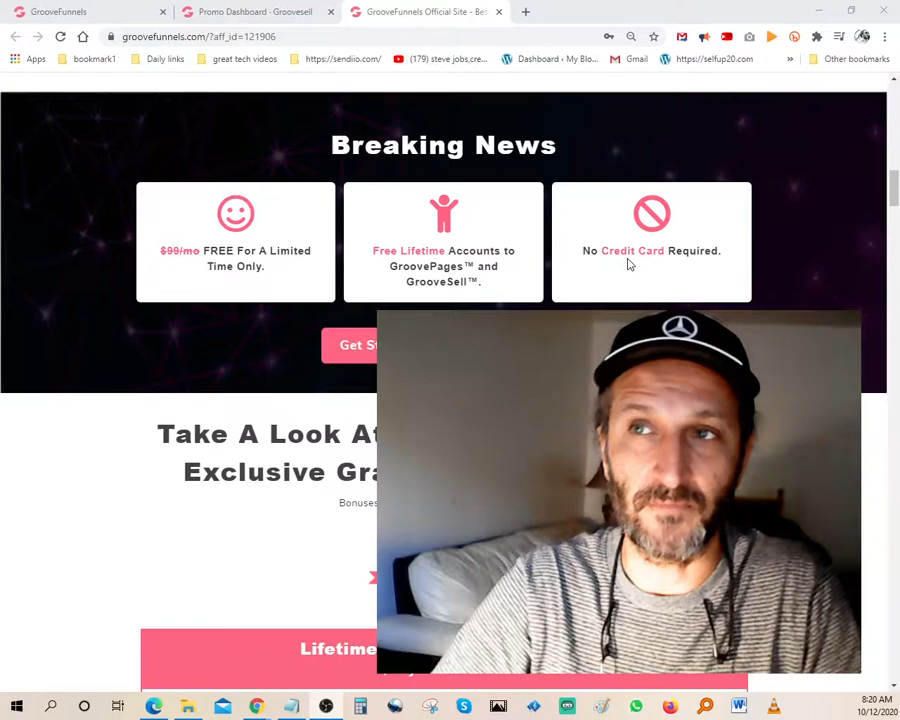 GrooveFunnels
Promo Dashboard - Groovesell
GrooveFunnels Official Site - Bes
groovefunnels.com/?aff_id=121906
Apps
bookmark1
Daily links
great tech videos
https://sendiio.com/
(179) steve jobs,cre...
Dashboard ‹ My Blo...
Gmail
https://selfup20.com
»
Other bookmarks
Breaking News
$99/mo FREE For A Limited
Time Only.
Free Lifetime Accounts to
GroovePages™ and
GrooveSell™.
No Credit Card Required.
Get St
Take A Look At
Exclusive Gra
Bonuses
Lifetime
8:20 AM
10/12/2020